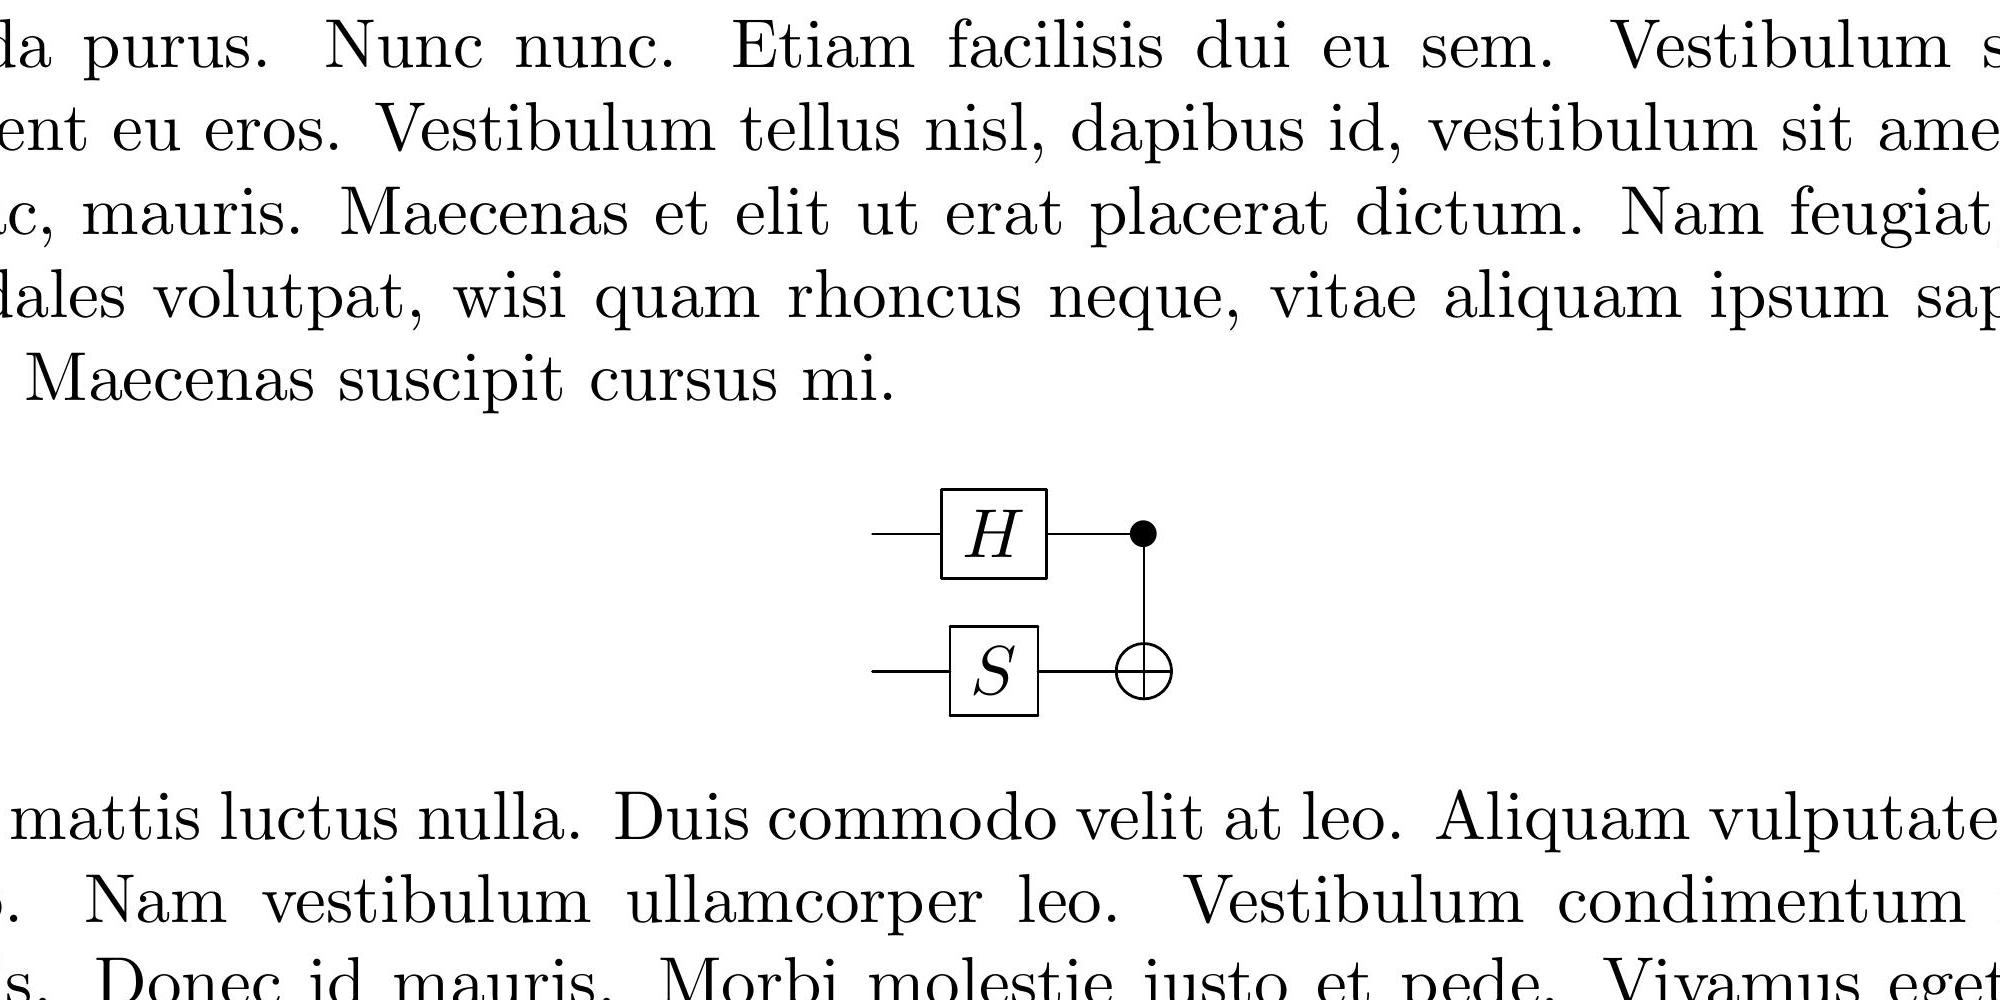 da purus. Nunc nunc. Etiam facilisis dui eu sem. Vestibulum s
ent eu eros. Vestibulum tellus nisl, dapibus id, vestibulum sit ame
c, mauris. Maecenas et elit ut erat placerat dictum. Nam feugiat
dales volutpat, wisi quam rhoncus neque, vitae aliquam ipsum sap
Maecenas suscipit cursus mi.
H
S
mattis luctus nulla. Duis commodo velit at leo. Aliquam vulputate
. Nam vestibulum ullamcorper leo. Vestibulum condimentum
s. Donec id mauris. Morbi molestie justo et pede. Vivamus eget